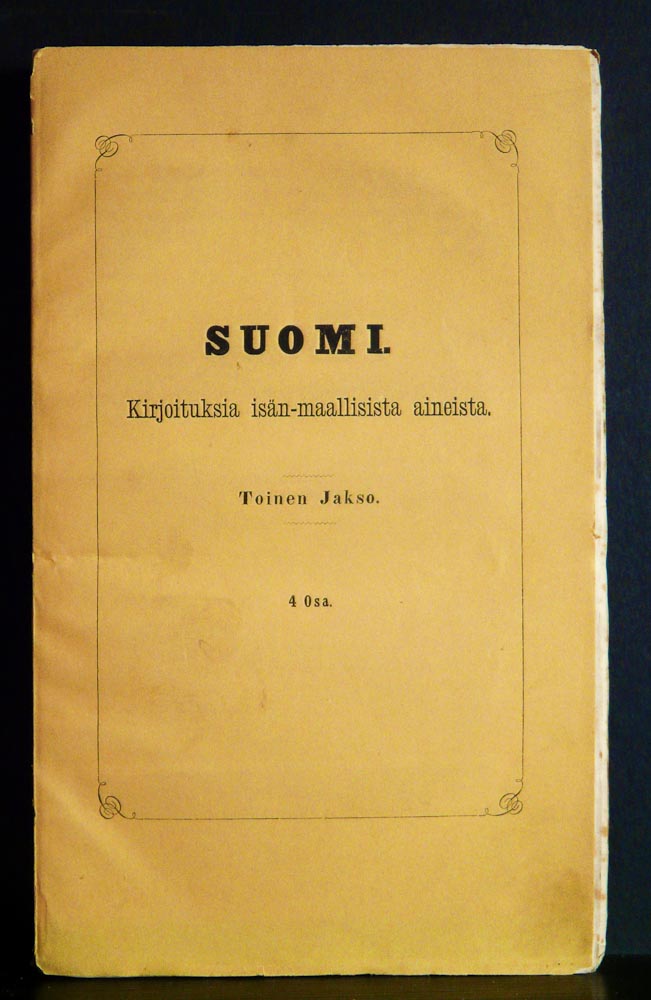 SUOMI.
Kirjoituksia isän-maallisista aineista.
Toinen Jakso.
4 Osa.